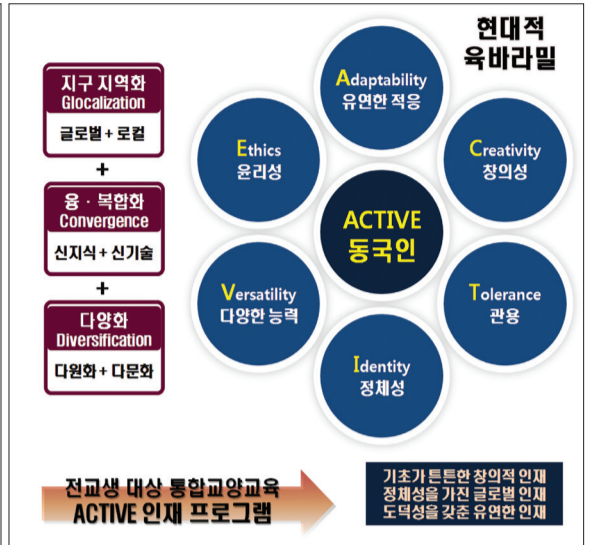 현대적
육바라밀
지구 지역화
Glocalization
글로벌 + 로컬
+
융 · 복합화
Convergence
신지식 + 신기술
+
다양화
Diversification
다원화 + 다문화
Adaptability
유연한 적응
Creativity
창의성
Tolerance
관용
Identity
정체성
Versatility
다양한 능력
Ethics
윤리성
ACTIVE
동국인
전교생 대상 통합교양교육
ACTIVE 인재 프로그램
기초가 튼튼한 창의적 인재
정체성을 가진 글로벌 인재
도덕성을 갖춘 유연한 인재